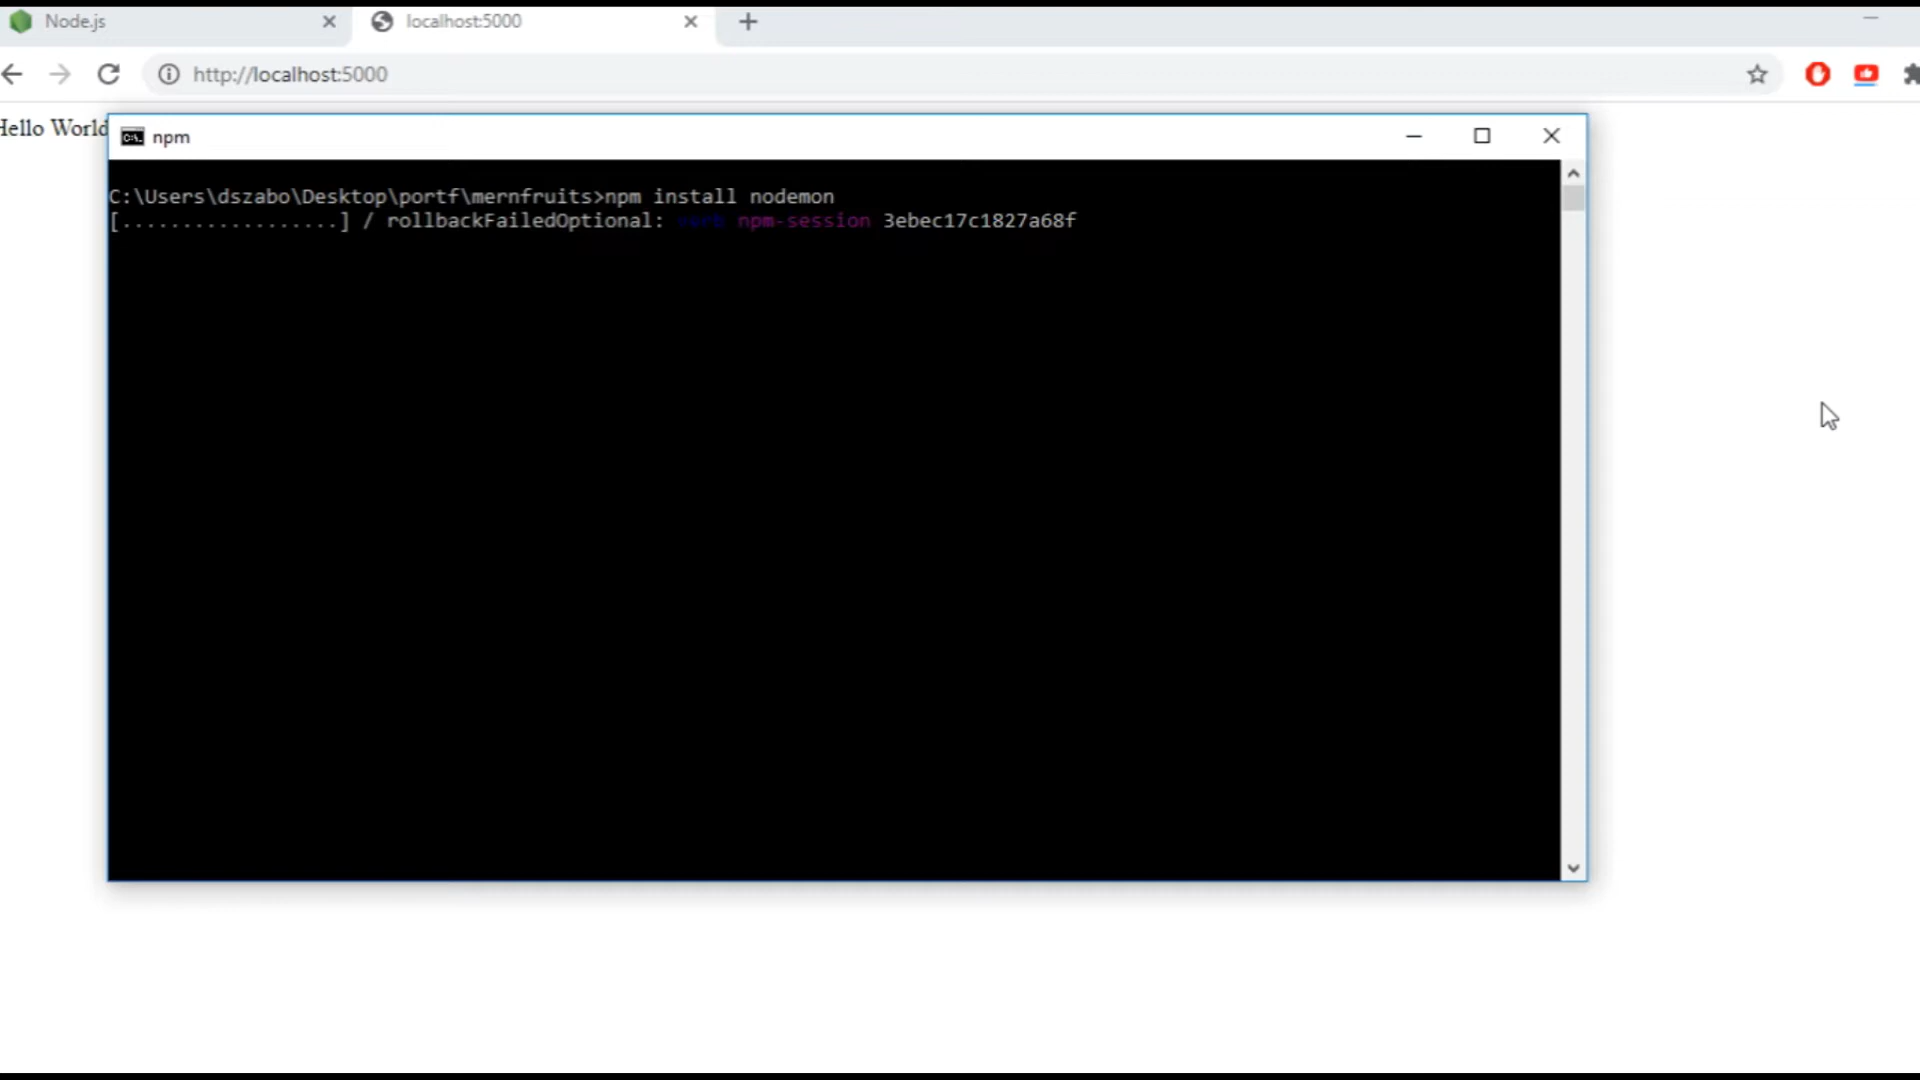 Node.js
localhost:5000
http://localhost:5000
Hello World
npm
C:\Users\dszabo\Desktop\portf\mernfruits>npm install nodemon
[..................] / rollbackFailedOptional: verb npm-session 3ebec17c1827a68f